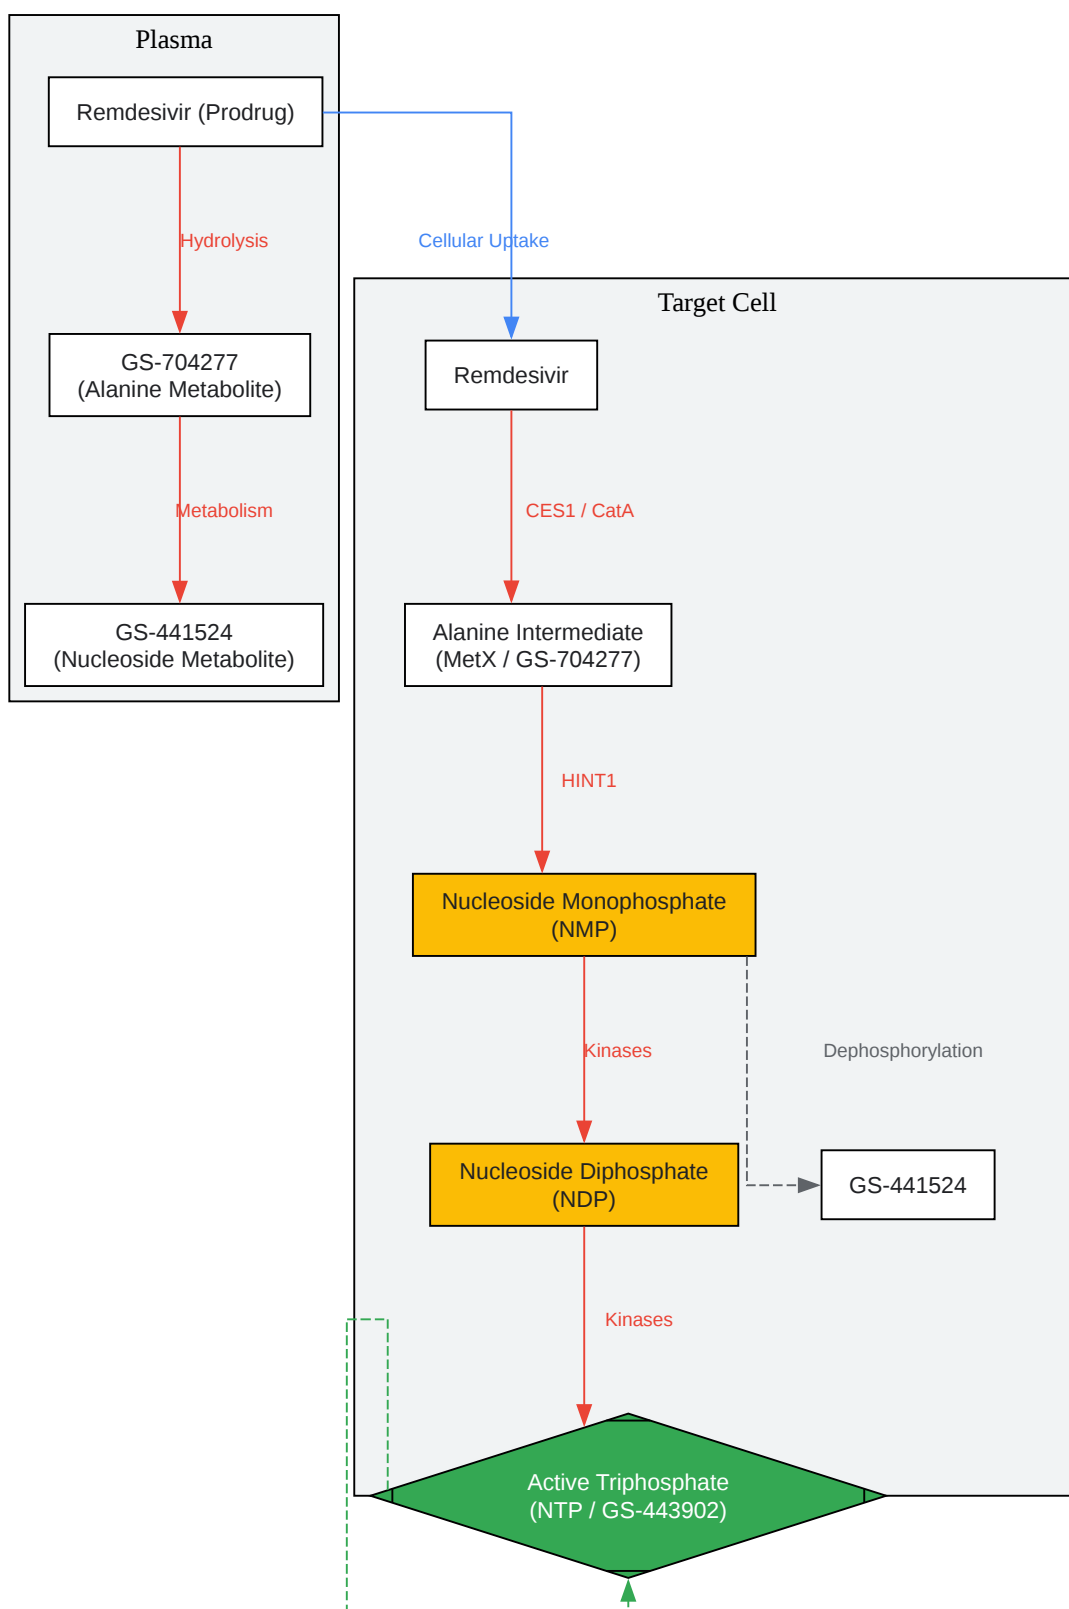 Plasma
Remdesivir (Prodrug)
Hydrolysis
Cellular Uptake
GS-704277
(Alanine Metabolite)
Metabolism
GS-441524
(Nucleoside Metabolite)
Target Cell
Remdesivir
CES1 / CatA
Alanine Intermediate
(MetX / GS-704277)
HINT1
Nucleoside Monophosphate
(NMP)
Kinases
Dephosphorylation
Nucleoside Diphosphate
(NDP)
GS-441524
Kinases
Active Triphosphate
(NTP / GS-443902)